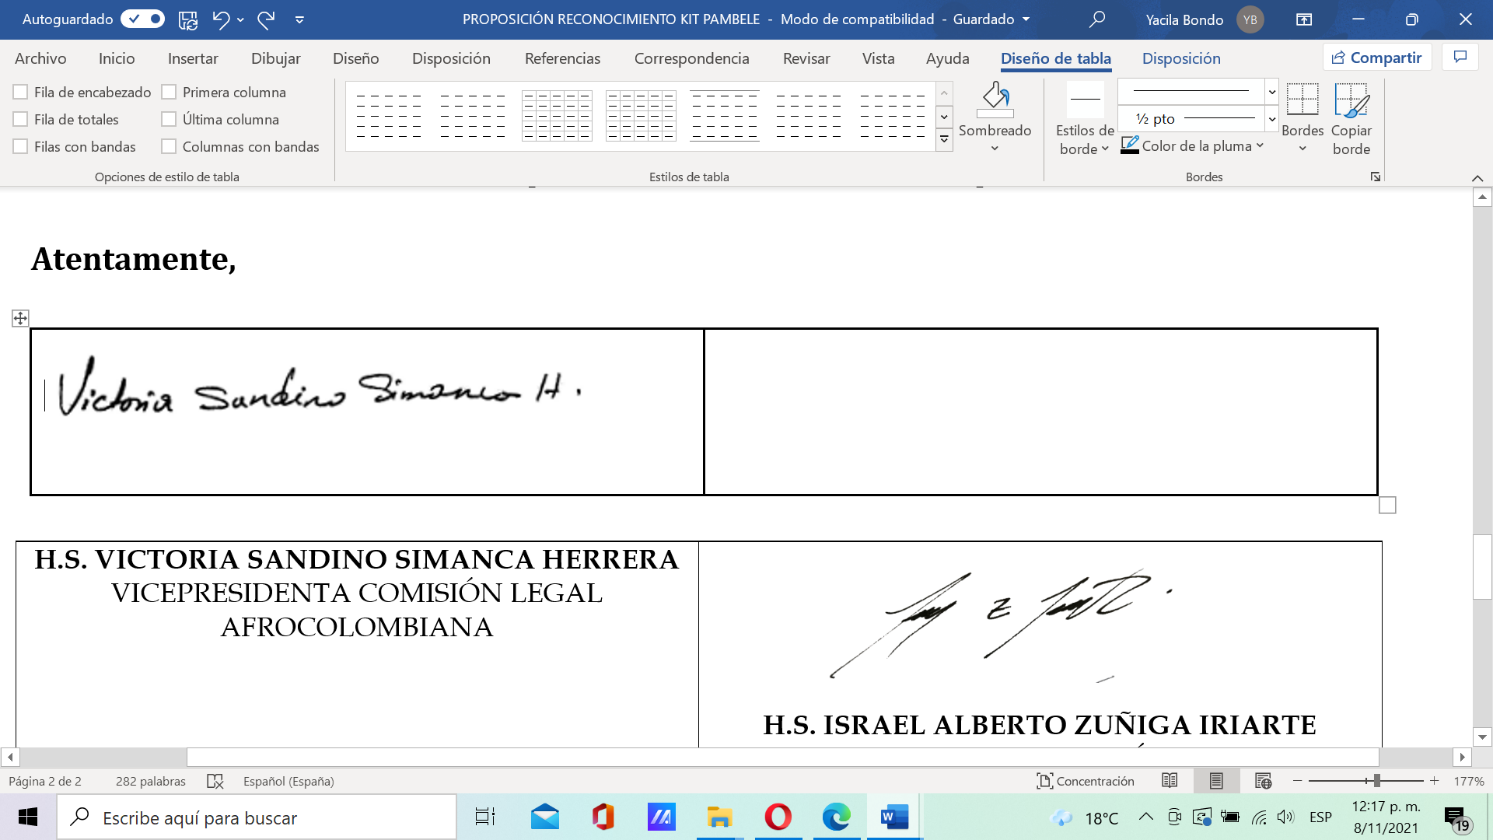 Autoguardado
PROPOSICIÓN RECONOCIMIENTO KIT PAMBELE - Modo de compatibilidad - Guardado
Yacila Bondo YB
Archivo Inicio Insertar Dibujar Diseño Disposición Referencias Correspondencia Revisar Vista Ayuda Diseño de tabla Disposición Compartir
Fila de encabezado Primera columna
Fila de totales Última columna
Filas con bandas Columnas con bandas
Opciones de estilo de tabla
Estilos de tabla
Sombreado
Estilos de borde
½ pto
Color de la pluma
Bordes
Copiar borde
Bordes
Atentamente,
Victoria Sandino Simanca H.
H.S. VICTORIA SANDINO SIMANCA HERRERA
VICEPRESIDENTA COMISIÓN LEGAL
AFROCOLOMBIANA
H.S. ISRAEL ALBERTO ZUÑIGA IRIARTE
Página 2 de 2 282 palabras Español (España) Concentración 177%
Escribe aquí para buscar
18°C ESP 12:17 p. m.
8/11/2021
19